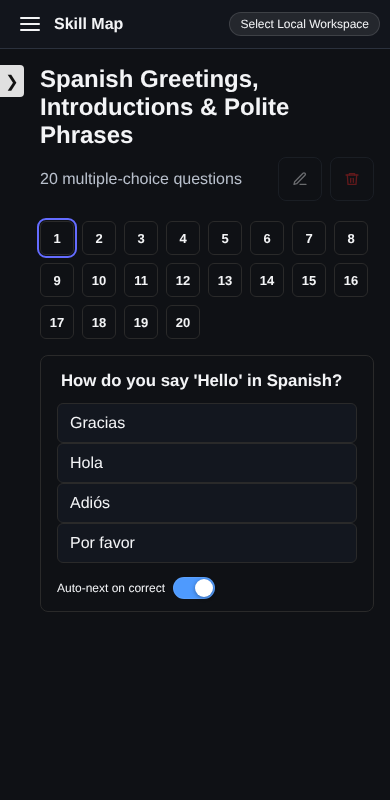 Skill Map
Select Local Workspace
❯
Spanish Greetings,
Introductions & Polite
Phrases
20 multiple-choice questions
1 2 3 4 5 6 7 8
9 10 11 12 13 14 15 16
17 18 19 20
How do you say 'Hello' in Spanish?
Gracias
Hola
Adiós
Por favor
Auto-next on correct